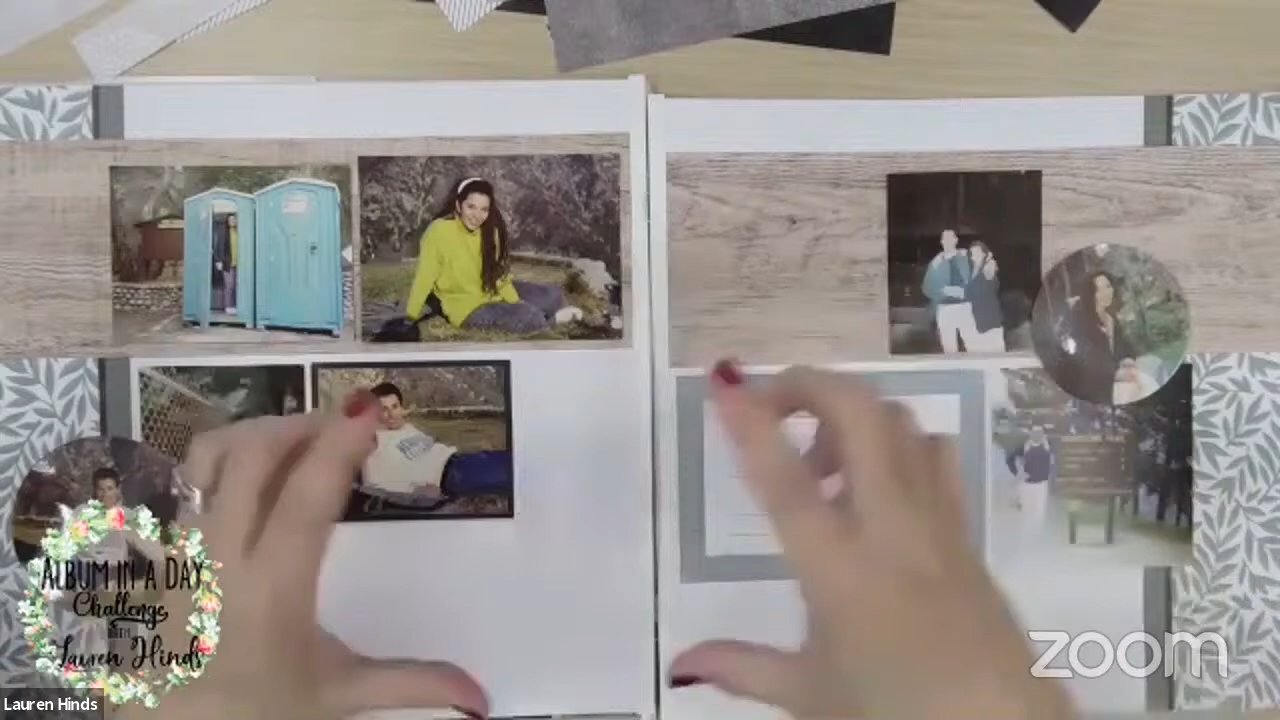 ALBUM IN A DAY
Challenge
WITH
Lauren Hinds
Lauren Hinds
zoom